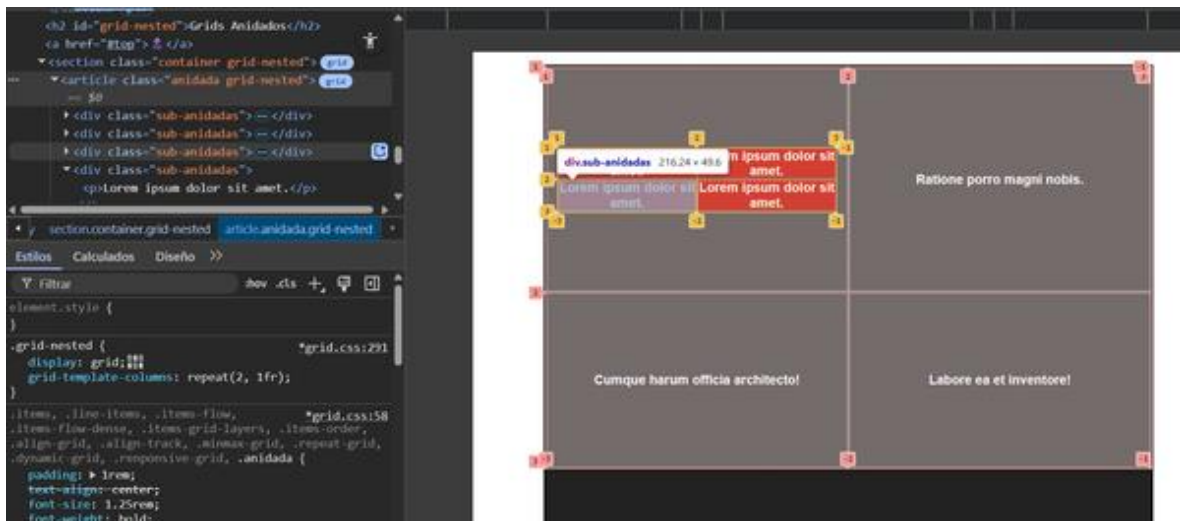 <h2 id="grid-nested">Grids Anidados</h2>
<a href="#top"> </a>
<section class="container grid-nested"> grid
<article class="anidada grid-nested"> grid
== $0
<div class="sub-anidadas"> … </div>
<div class="sub-anidadas"> … </div>
<div class="sub-anidadas"> … </div>
<div class="sub-anidadas">
<p>Lorem ipsum dolor sit amet.</p>
section.container.grid-nested article.anidada.grid-nested
Estilos Calculados Diseño
Filtrar :hov .cls
element.style {
}
.grid-nested { *grid.css:291
display: grid;
grid-template-columns: repeat(2, 1fr);
}
.items, .line-items, .items-flow, *grid.css:58
.items-flow-dense, .items-grid-layers, .items-order,
.align-grid, .align-track, .minmax-grid, .repeat-grid,
.dynamic-grid, .responsive-grid, .anidada {
padding: 1rem;
text-align: center;
font-size: 1.25rem;
font-weight: bold;
div.sub-anidadas 216.24 × 49.6
m ipsum dolor sit
amet.
Lorem ipsum dolor sit
amet.
Lorem ipsum dolor sit
amet.
Ratione porro magni nobis.
Cumque harum officia architecto!
Labore ea et inventore!